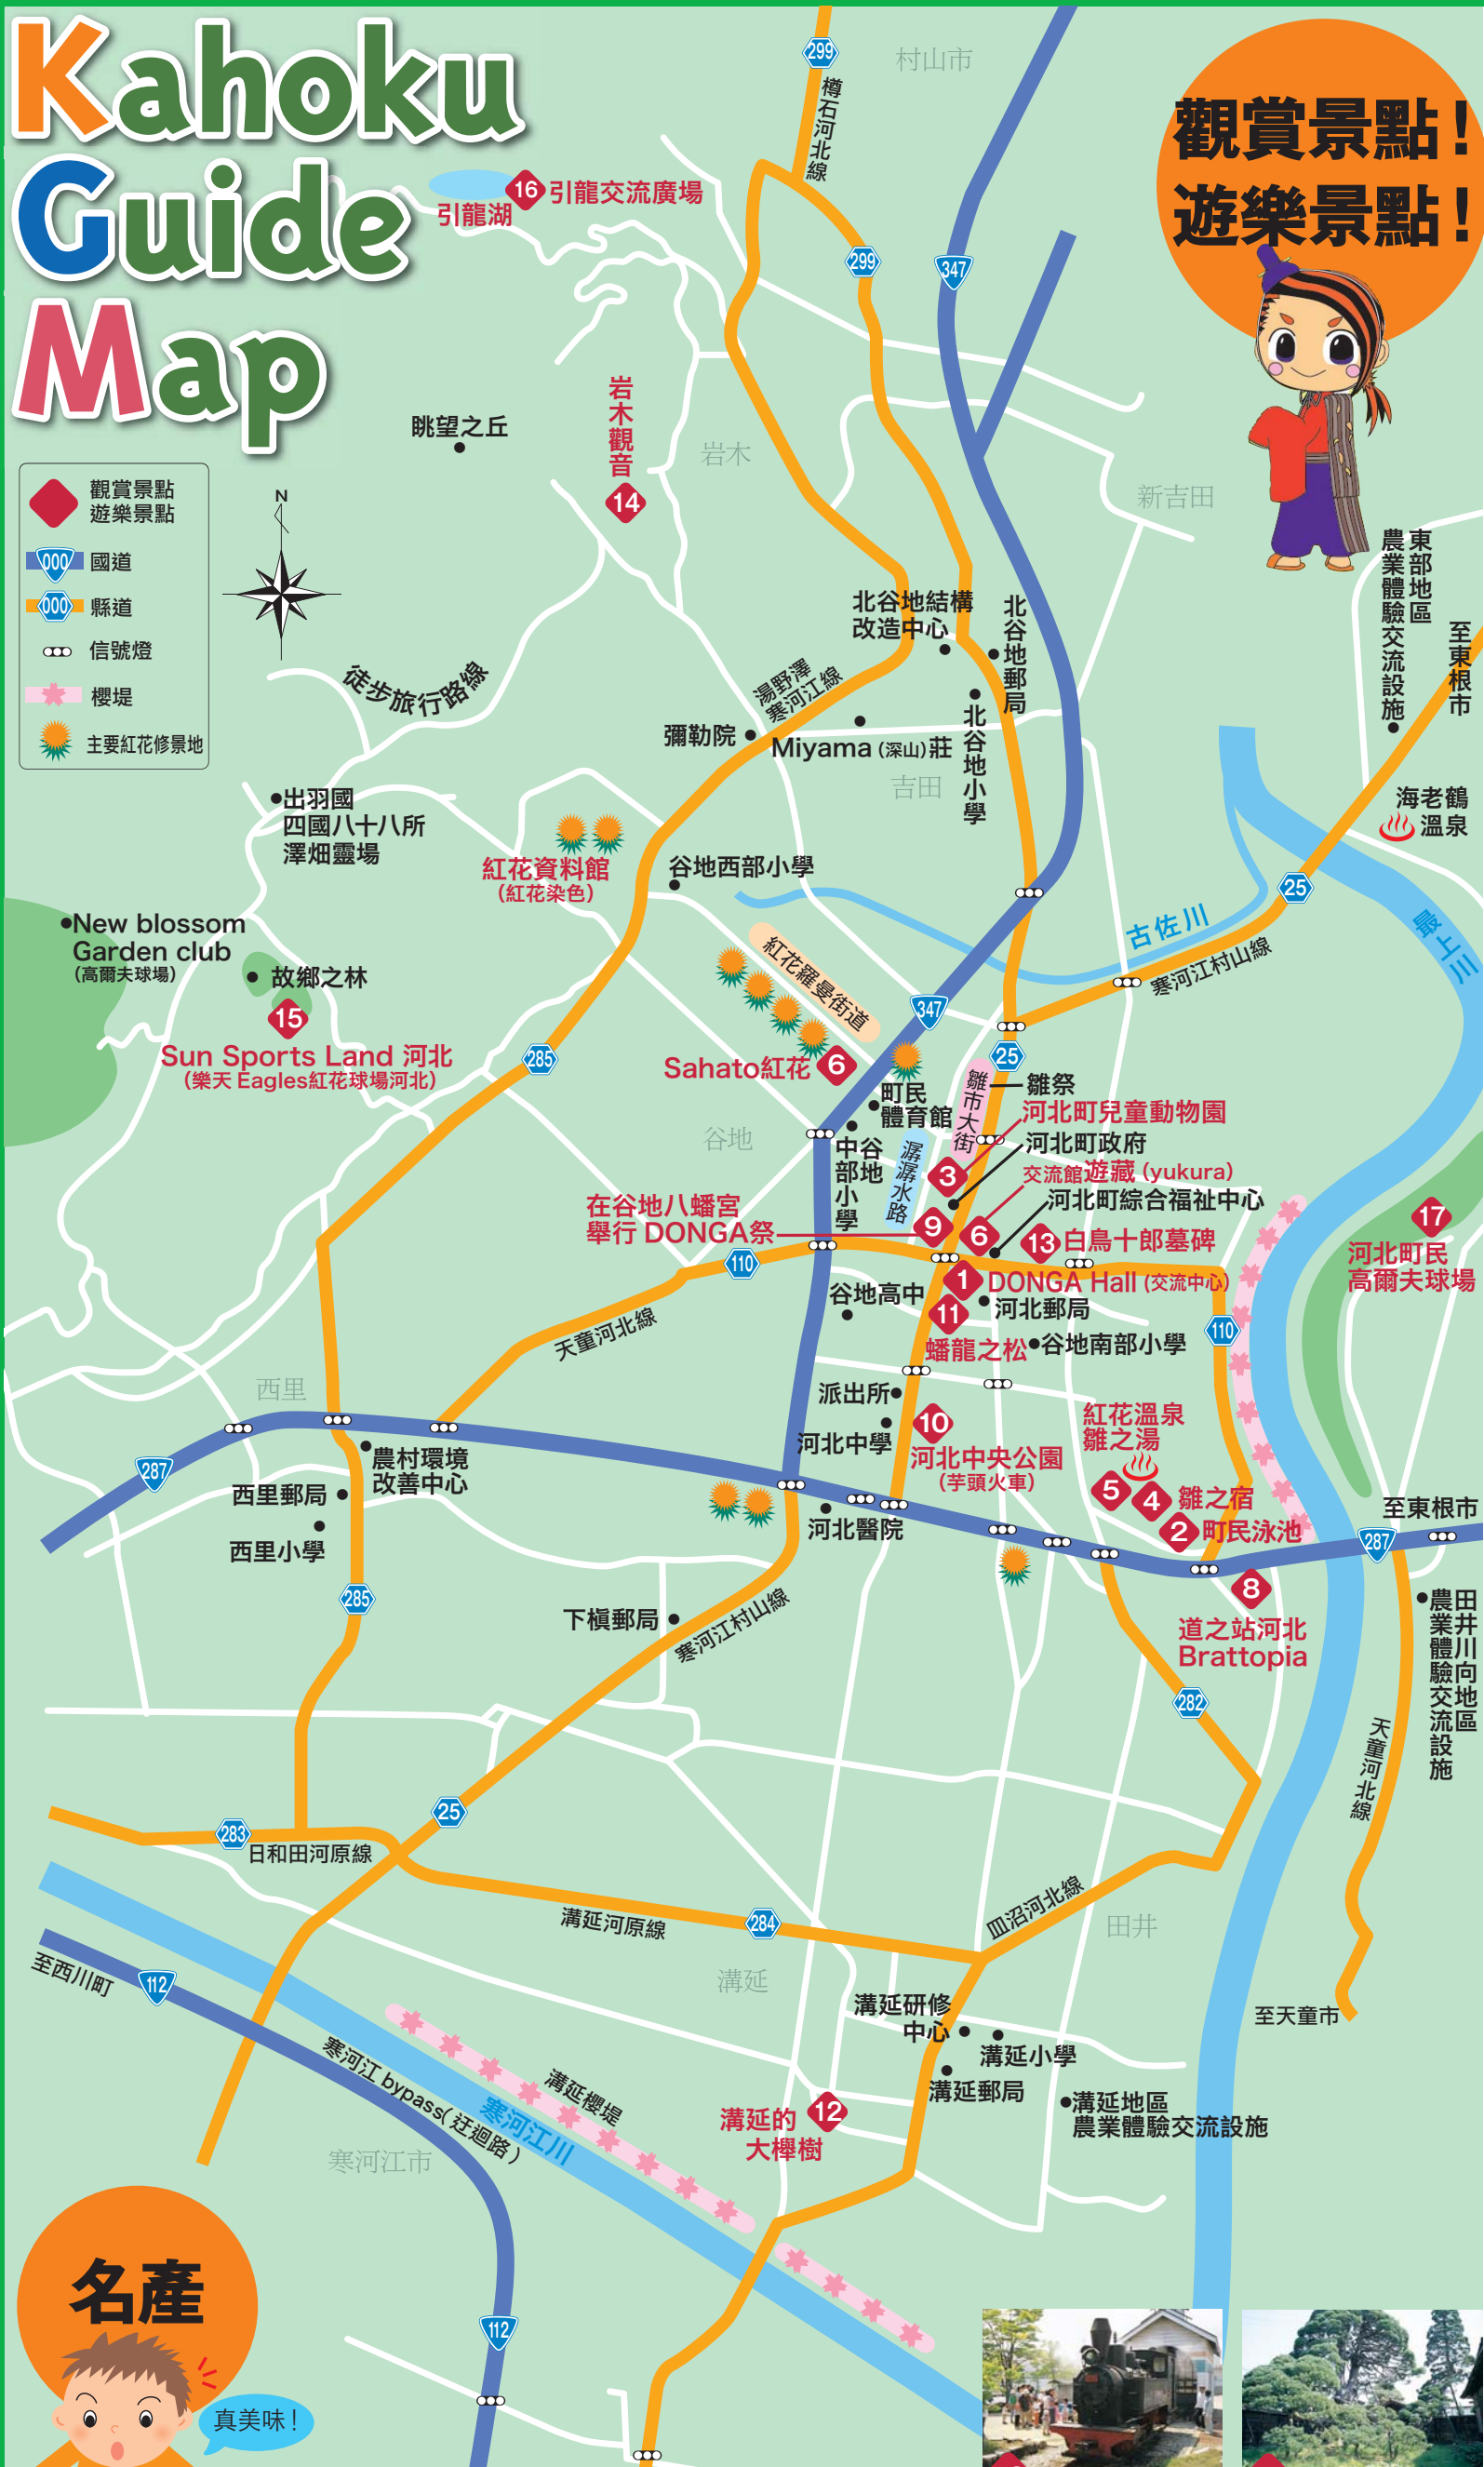 Kahoku
Guide
Map
觀賞景點！
遊樂景點！
觀賞景點
遊樂景點
000
國道
000
縣道
信號燈
櫻堤
主要紅花修景地
N
299
村山市
樽石河北線
16
引龍交流廣場
引龍湖
299
347
岩木觀音
14
眺望之丘
岩木
新吉田
東部地區
農業體驗交流設施
至東根市
北谷地結構
改造中心
北谷地郵局
徒步旅行路線
湯野澤
寒河江線
彌勒院
Miyama（深山）莊
北谷地小學
吉田
出羽國
四國八十八所
澤畑靈場
海老鶴
溫泉
紅花資料館
（紅花染色）
谷地西部小學
25
古佐川
最上川
寒河江村山線
New blossom
Garden club
（高爾夫球場）
故鄉之林
紅花羅曼街道
347
15
Sun Sports Land 河北
（樂天 Eagles紅花球場河北）
285
Sahato紅花
6
25
雛市大街
雛祭
町民
體育館
河北町兒童動物園
谷地
谷地
中部小學
潺潺水路
河北町政府
3
交流館遊藏（yukura）
河北町綜合福祉中心
在谷地八幡宮
舉行 DONGA祭
9
6
13
白鳥十郎墓碑
17
河北町民
高爾夫球場
110
1
DONGA Hall（交流中心）
谷地高中
11
河北郵局
110
天童河北線
蟠龍之松
谷地南部小學
西里
派出所
10
河北中學
河北中央公園
（芋頭火車）
紅花溫泉
雛之湯
287
農村環境
改善中心
西里郵局
5
4
雛之宿
至東根市
河北醫院
2
町民泳池
287
西里小學
285
8
道之站河北
Brattopia
田井川向地區
農業體驗交流設施
下槇郵局
寒河江村山線
282
天童河北線
25
283
日和田河原線
溝延河原線
284
皿沼河北線
田井
至西川町
112
溝延
溝延研修
中心
至天童市
溝延小學
溝延郵局
寒河江 bypass（迂迴路）
溝延櫻堤
寒河江川
12
溝延的
大櫸樹
溝延地區
農業體驗交流設施
寒河江市
名產
112
真美味！